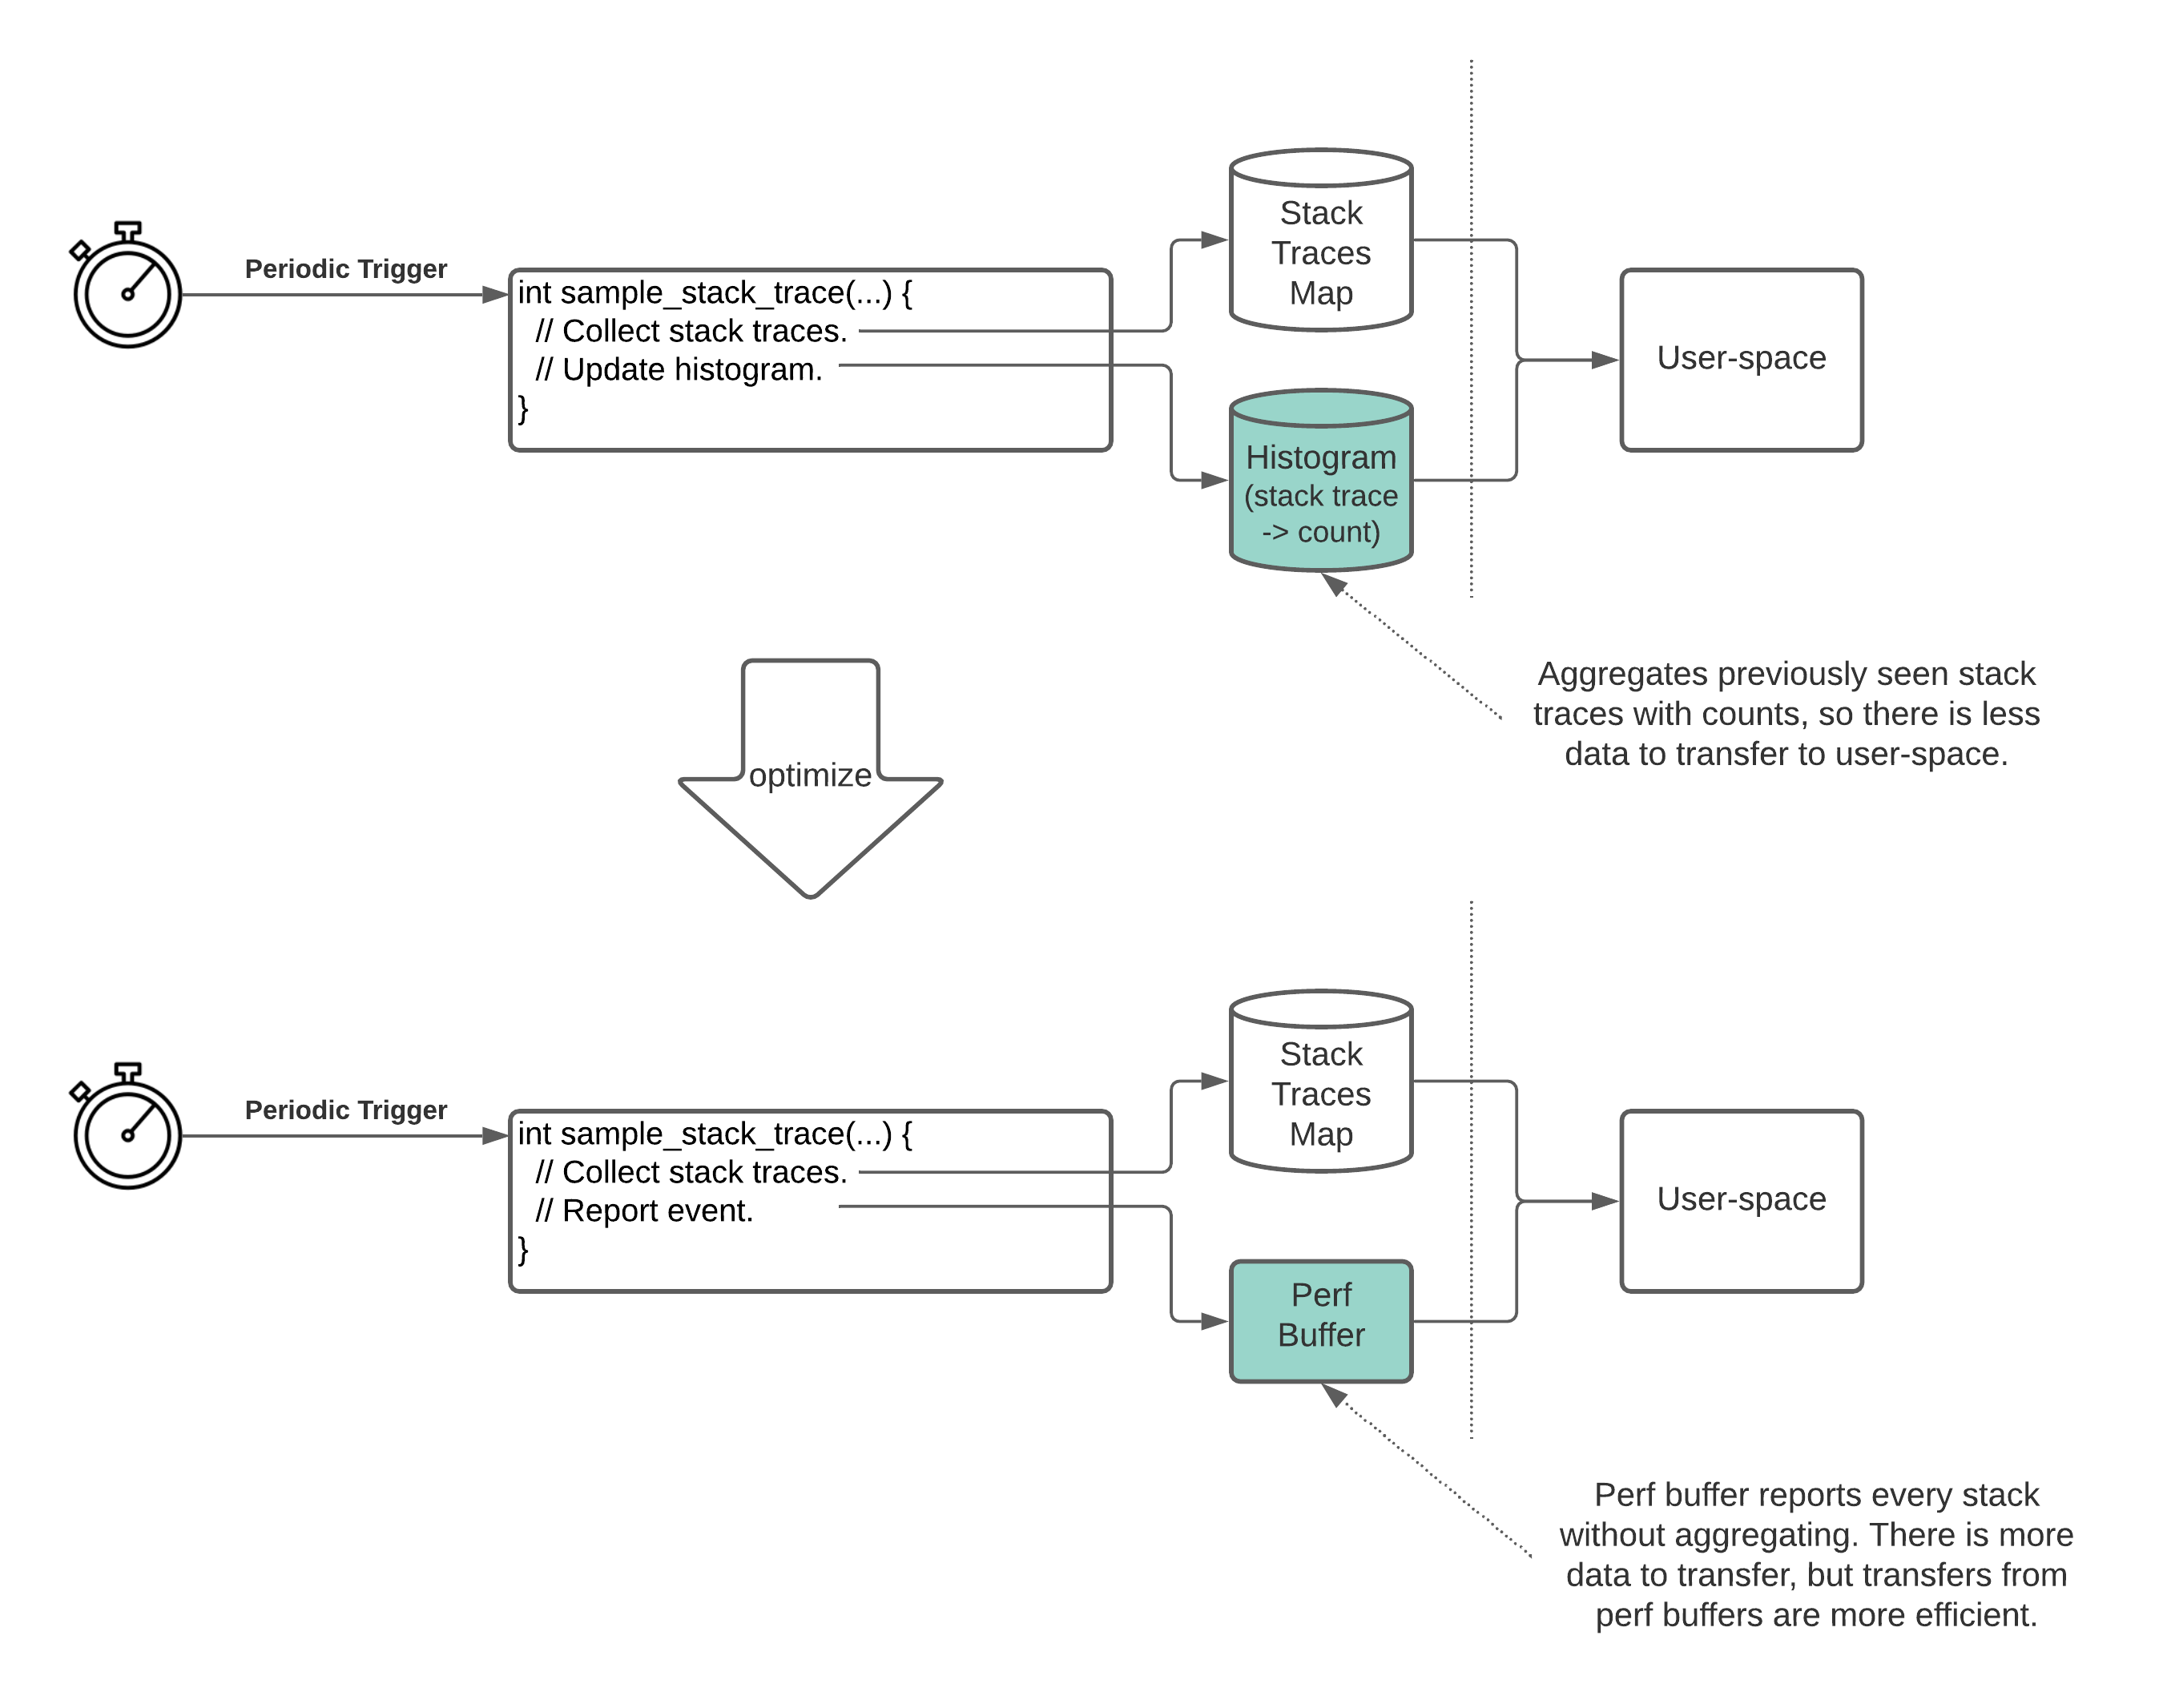 Periodic Trigger
int sample_stack_trace(...) {
// Collect stack traces.
// Update histogram.
}
Stack
Traces
Map
Histogram
(stack trace
-> count)
User-space
Aggregates previously seen stack
traces with counts, so there is less
data to transfer to user-space.
optimize
Periodic Trigger
int sample_stack_trace(...) {
// Collect stack traces.
// Report event.
}
Stack
Traces
Map
Perf
Buffer
User-space
Perf buffer reports every stack
without aggregating. There is more
data to transfer, but transfers from
perf buffers are more efficient.